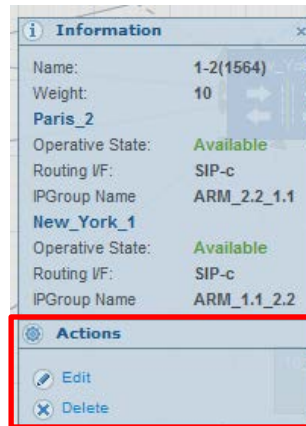 Information ×
Name: 1-2(1564)
Weight: 10
Paris_2
Operative State: Available
Routing I/F: SIP-c
IPGroup Name ARM_2.2_1.1
New_York_1
Operative State: Available
Routing I/F: SIP-c
IPGroup Name ARM_1.1_2.2
Actions
Edit
Delete